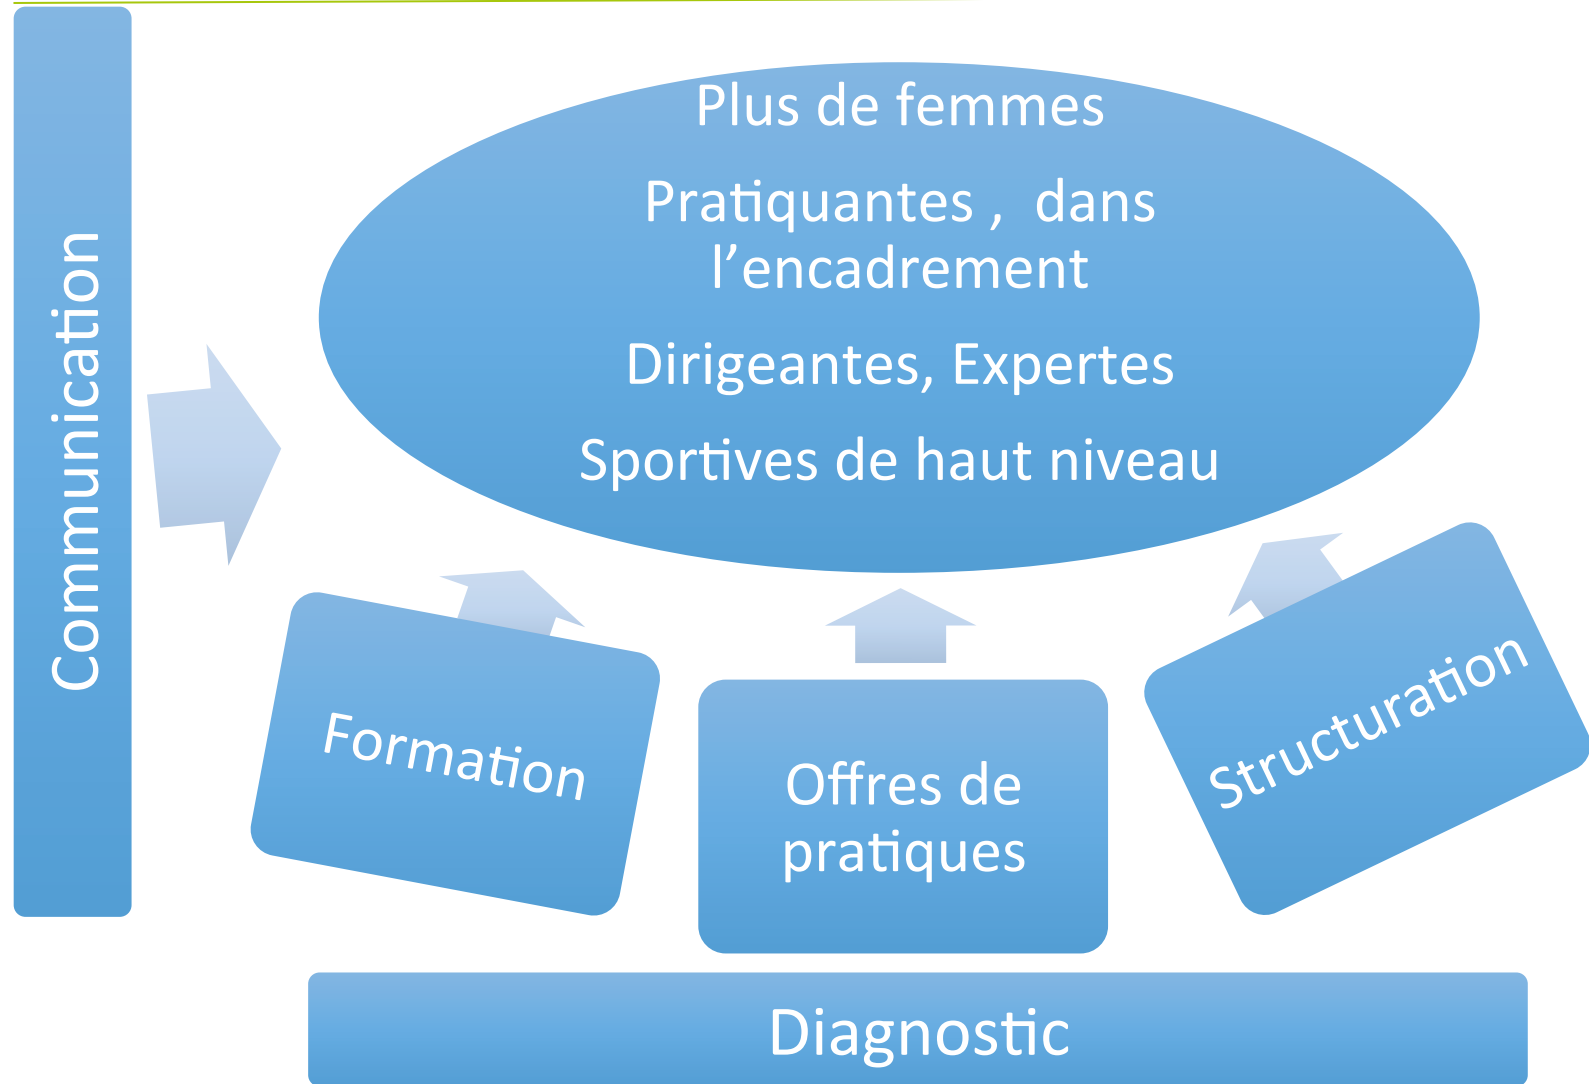 Communication
Plus de femmes
Pratiquantes , dans
l’encadrement
Dirigeantes, Expertes
Sportives de haut niveau
Formation
Offres de
pratiques
Structuration
Diagnostic